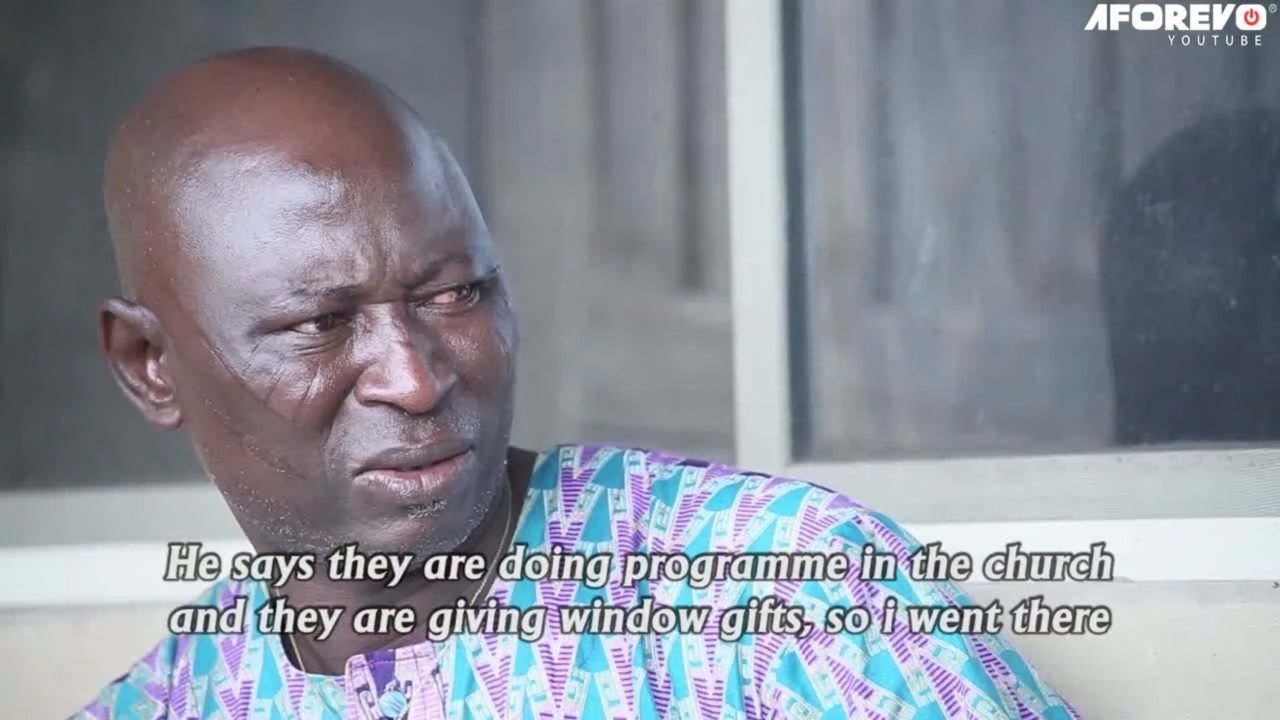 AFOREVO
YOUTUBE
He says they are doing programme in the church
and they are giving window gifts, so i went there